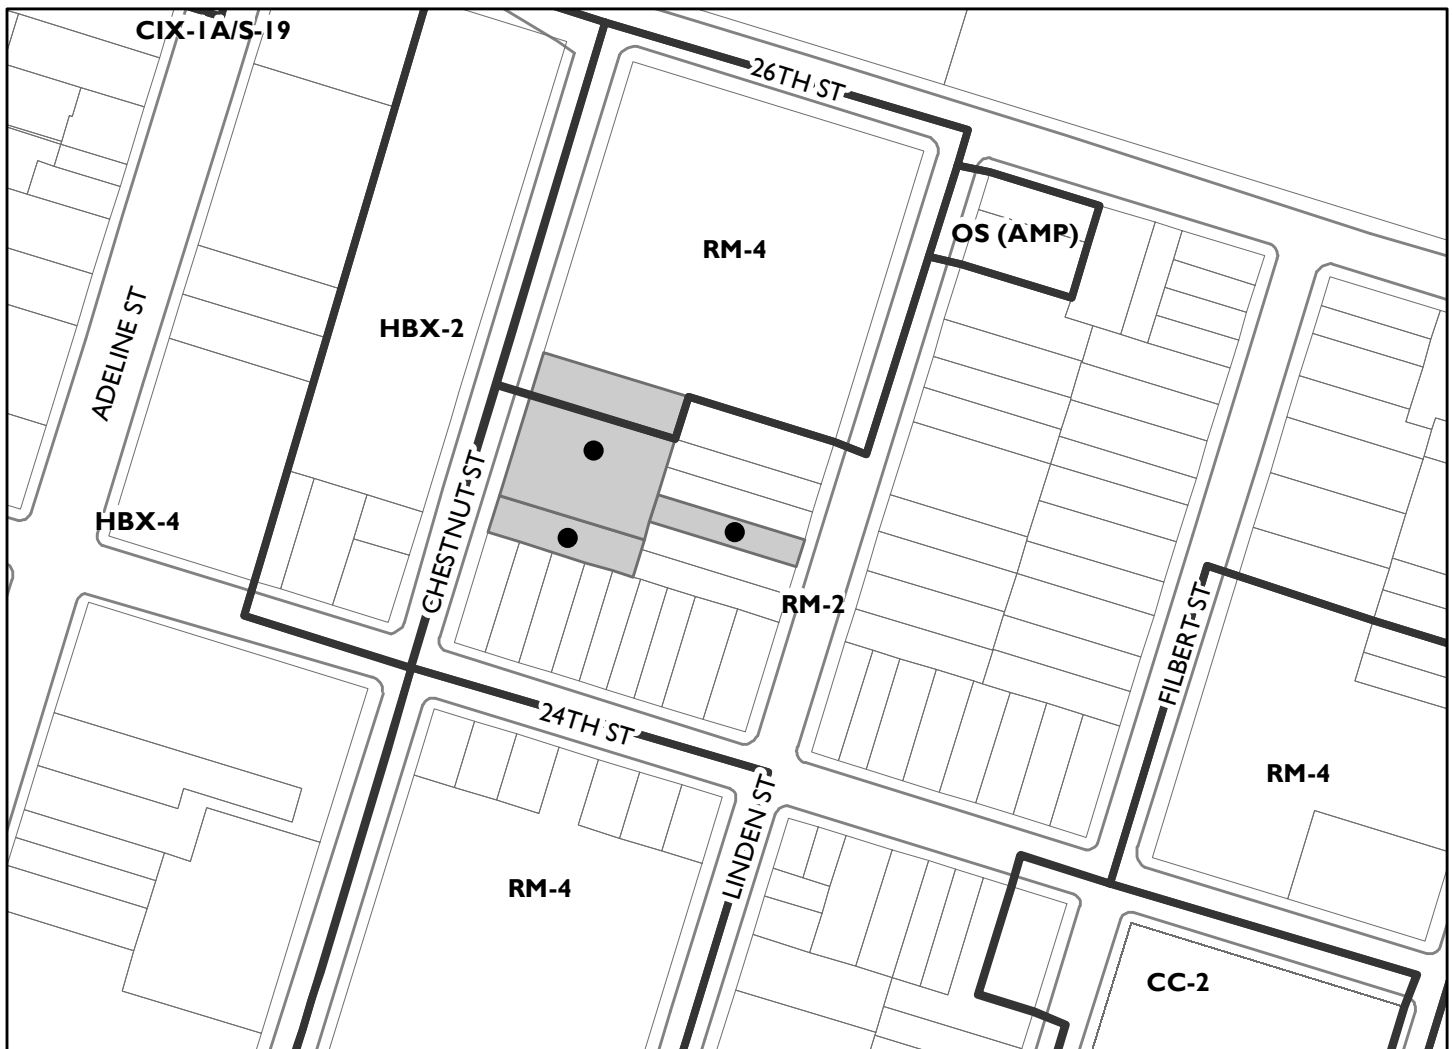 CIX-1A/S-19
26TH ST
RM-4
OS (AMP)
HBX-2
ADELINE ST
CHESTNUT ST
HBX-4
RM-2
FILBERT ST
24TH ST
RM-4
LINDEN ST
RM-4
CC-2